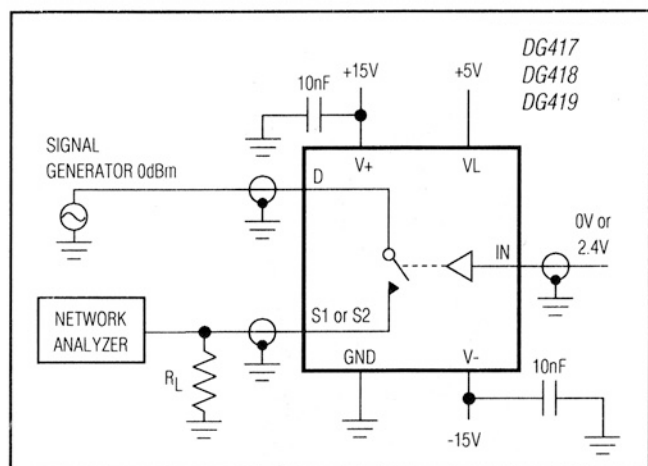 DG417
DG418
DG419
+15V
+5V
10nF
SIGNAL
GENERATOR 0dBm
V+
VL
D
0V or
2.4V
IN
NETWORK
ANALYZER
S1 or S2
RL
GND
V-
10nF
-15V